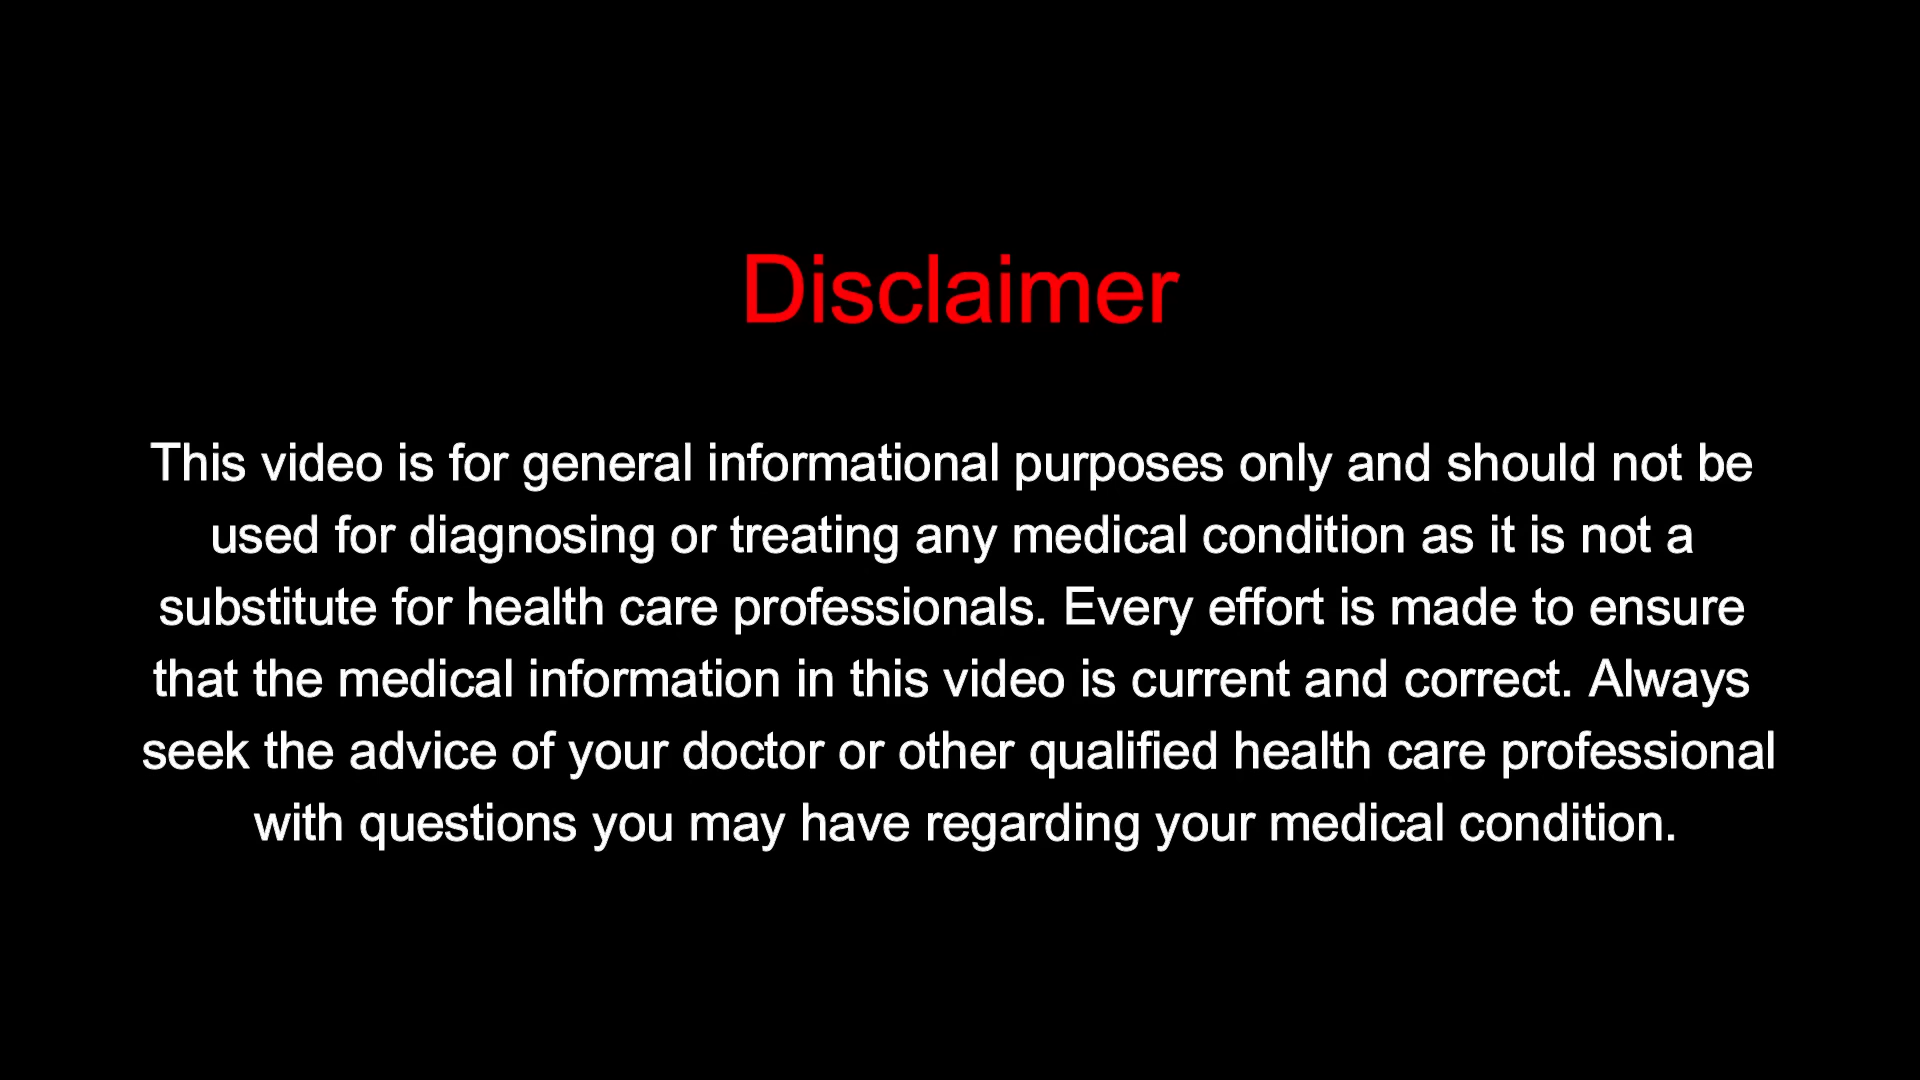 Disclaimer
This video is for general informational purposes only and should not be
used for diagnosing or treating any medical condition as it is not a
substitute for health care professionals. Every effort is made to ensure
that the medical information in this video is current and correct. Always
seek the advice of your doctor or other qualified health care professional
with questions you may have regarding your medical condition.